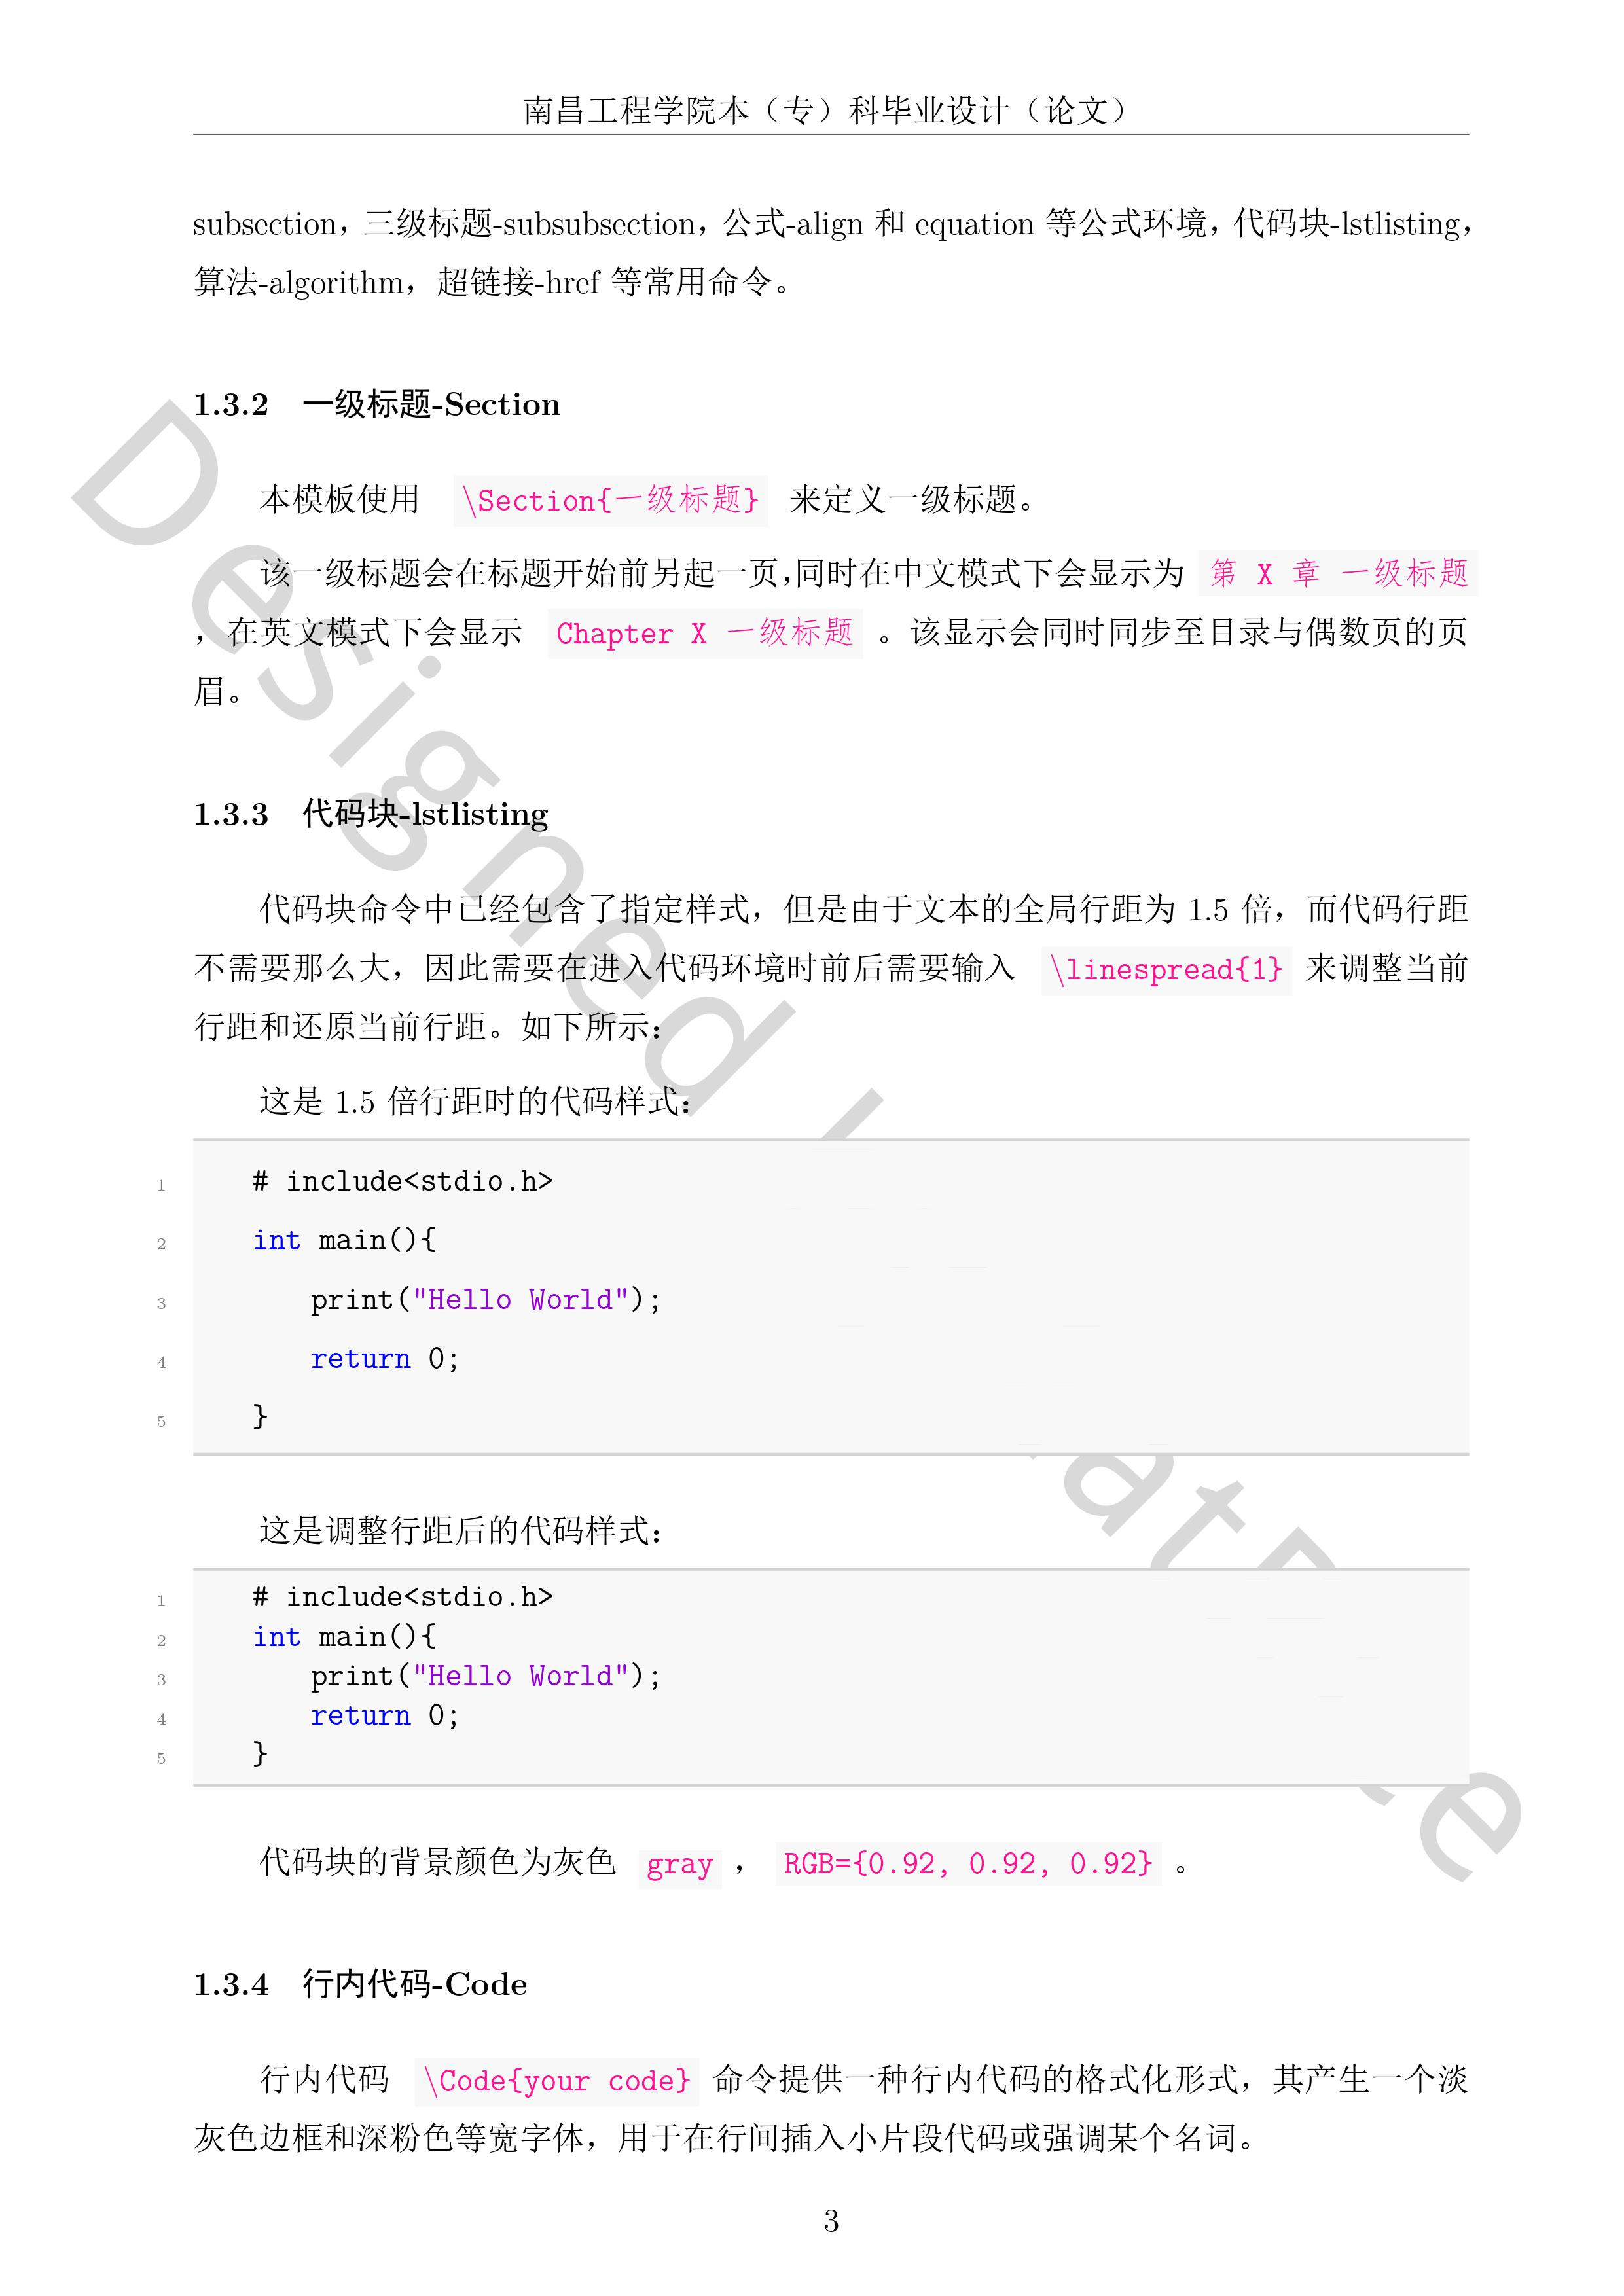 南昌工程学院本（专）科毕业设计（论文）
subsection，三级标题-subsubsection，公式-align 和 equation 等公式环境，代码块-lstlisting，
算法-algorithm，超链接-href 等常用命令。
1.3.2 一级标题-Section
本模板使用 \Section{一级标题} 来定义一级标题。
该一级标题会在标题开始前另起一页，同时在中文模式下会显示为 第 X 章 一级标题
，在英文模式下会显示 Chapter X 一级标题 。该显示会同时同步至目录与偶数页的页
眉。
1.3.3 代码块-lstlisting
代码块命令中已经包含了指定样式，但是由于文本的全局行距为 1.5 倍，而代码行距
不需要那么大，因此需要在进入代码环境时前后需要输入 \linespread{1} 来调整当前
行距和还原当前行距。如下所示：
这是 1.5 倍行距时的代码样式：
1 # include<stdio.h>
2 int main(){
3 print("Hello World");
4 return 0;
5 }
这是调整行距后的代码样式：
1 # include<stdio.h>
2 int main(){
3 print("Hello World");
4 return 0;
5 }
代码块的背景颜色为灰色 gray ， RGB={0.92, 0.92, 0.92} 。
1.3.4 行内代码-Code
行内代码 \Code{your code} 命令提供一种行内代码的格式化形式，其产生一个淡
灰色边框和深粉色等宽字体，用于在行间插入小片段代码或强调某个名词。
3
Designed